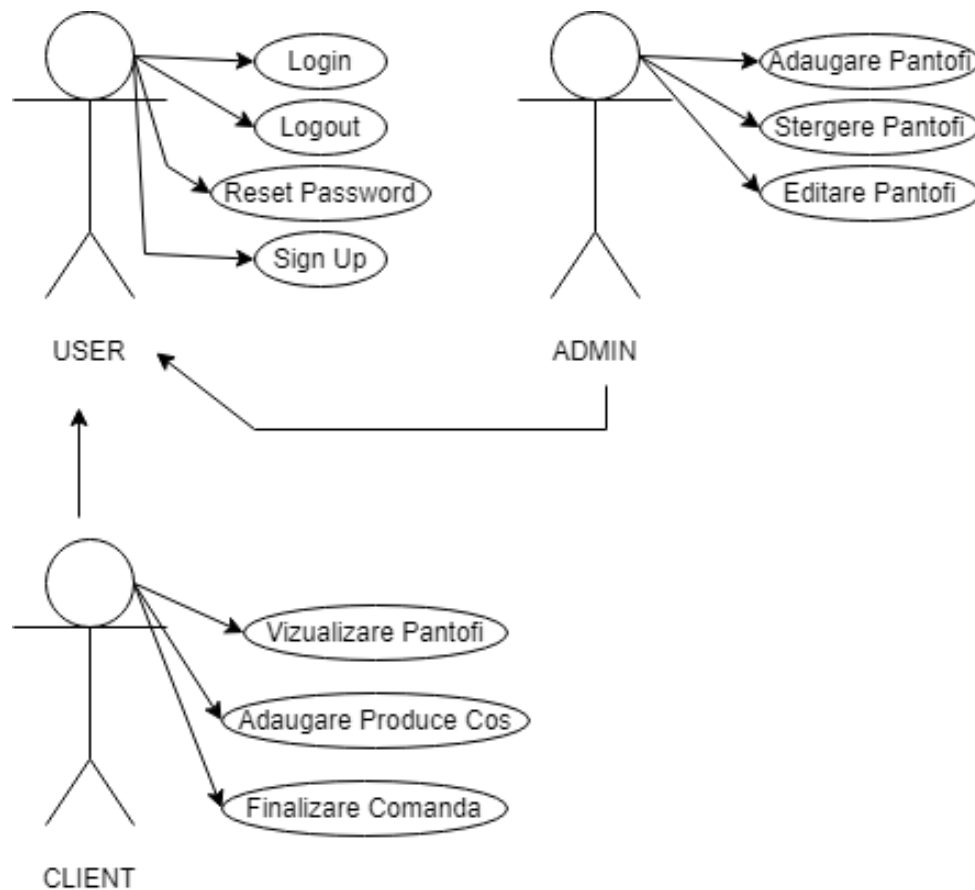 Login
Logout
Reset Password
Sign Up
USER
Adaugare Pantofi
Stergere Pantofi
Editare Pantofi
ADMIN
Vizualizare Pantofi
Adaugare Produce Cos
Finalizare Comanda
CLIENT